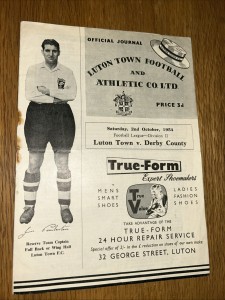 OFFICIAL JOURNAL
LUTON TOWN FOOTBALL
AND
ATHLETIC CO LTD
PRICE 3d
Saturday, 2nd October, 1954
Football League—Division II
Luton Town v. Derby County
True-Form
Expert Shoemakers
MENS
SMART
SHOES
LADIES
FASHION
SHOES
TAKE ADVANTAGE OF THE
TRUE-FORM
24 HOUR REPAIR SERVICE
32 GEORGE STREET, LUTON
Reserve Team Captain
Full Back or Wing Half
Luton Town F.C.